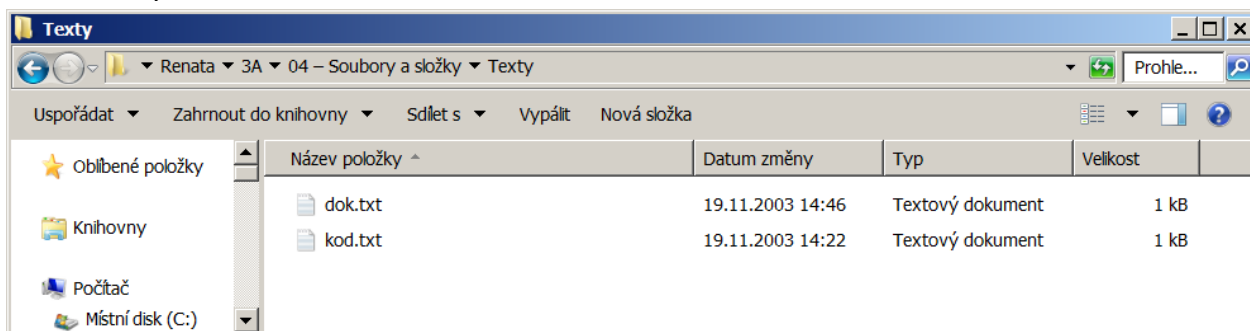 Texty
Renata 3A 04 – Soubory a složky Texty
Prohle...
Uspořádat Zahrnout do knihovny Sdílet s Vypálit Nová složka
Oblíbené položky
Knihovny
Počítač
Místní disk (C:)
Název položky Datum změny Typ Velikost
dok.txt 19.11.2003 14:46 Textový dokument 1 kB
kod.txt 19.11.2003 14:22 Textový dokument 1 kB